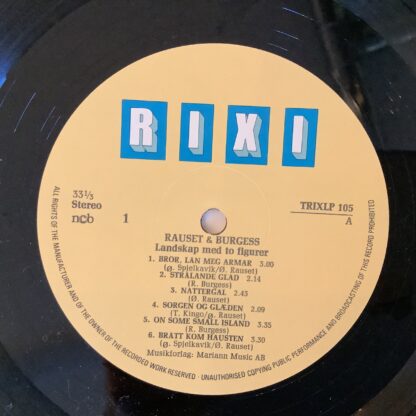 RIXI
33⅓
Stereo
ncb
1
TRIXLP 105
A
RAUSET & BURGESS
Landskap med to figurer
1. BROR, LAN MEG ARMAR 3.00
(g. Spjelkavik/Ø. Rauset)
2. STRÅLANDE GLAD 2.14
(R. Burgess)
3. NATTERGAL 2.43
(Ø. Rauset)
4. SORGEN OG GLÆDEN 2.09
(T. Kingo/Ø. Rauset)
5. ON SOME SMALL ISLAND 3.35
(R. Burgess)
6. BRATT KOM HAUSTEN 3.30
(g. Spjelkavik/Ø. Rauset)
Musikforlag: Mariann Music AB
ALL RIGHTS OF THE MANUFACTURER AND OF THE OWNER OF THE RECORDED WORK RESERVED · UNAUTHORISED COPYING PUBLIC PERFORMANCE AND BROADCASTING OF THIS RECORD PROHIBITED